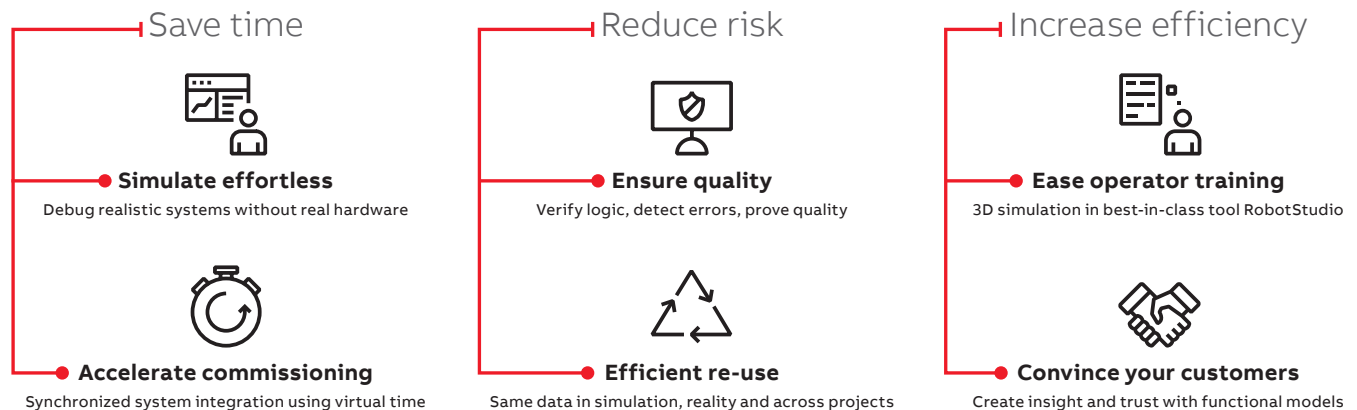 Save time
Simulate effortless
Debug realistic systems without real hardware
Accelerate commissioning
Synchronized system integration using virtual time
Reduce risk
Ensure quality
Verify logic, detect errors, prove quality
Efficient re-use
Same data in simulation, reality and across projects
Increase efficiency
Ease operator training
3D simulation in best-in-class tool RobotStudio
Convince your customers
Create insight and trust with functional models